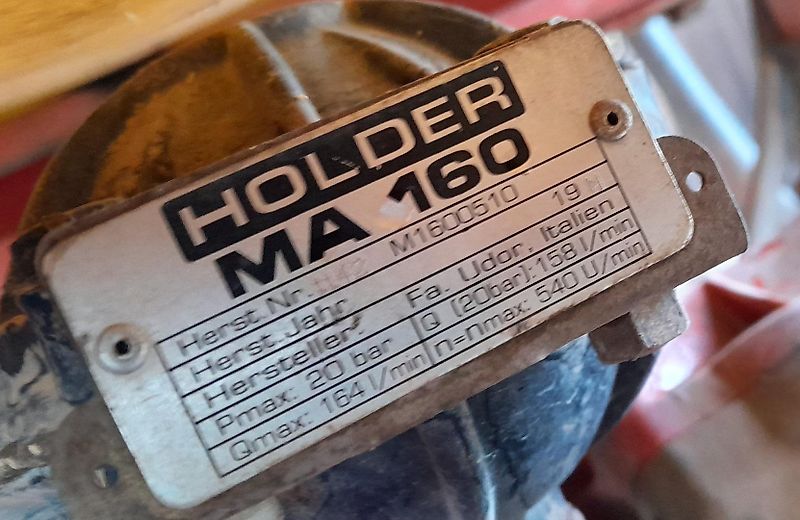 HOLDER
MA 160
Herst.Nr. M1600510
Herst.Jahr 19
Hersteller: Fa. Udor, Italien
Pmax: 20 bar Q (20bar):158 l/min
Qmax: 164 l/min n=nmax: 540 U/min